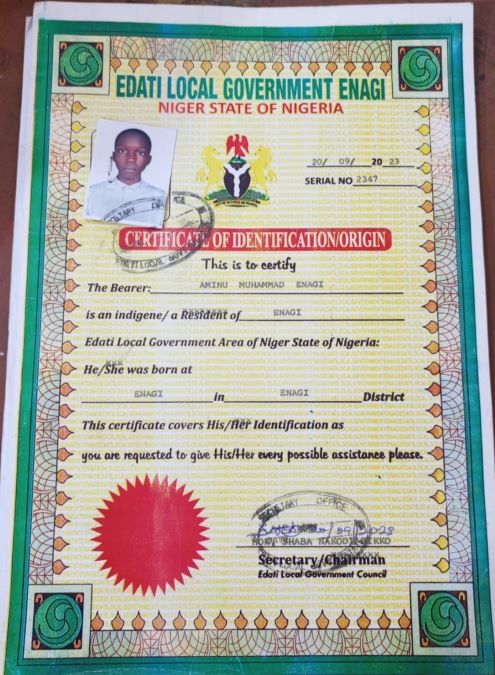 EDATI LOCAL GOVERNMENT ENAGI
NIGER STATE OF NIGERIA
20/ 09/ 2023
SERIAL NO 2347
CERTIFICATE OF IDENTIFICATION/ORIGIN
This is to certify
The Bearer: AMINU MUHAMMAD ENAGI
is an indigene/ a Resident of ENAGI
Edati Local Government Area of Niger State of Nigeria:
He/She was born at
ENAGI in ENAGI District
This certificate covers His/Her Identification as
you are requested to give His/Her every possible assistance please.
SECRETARY OFFICE
SHABA
Secretary/Chairman
Edati Local Government Council